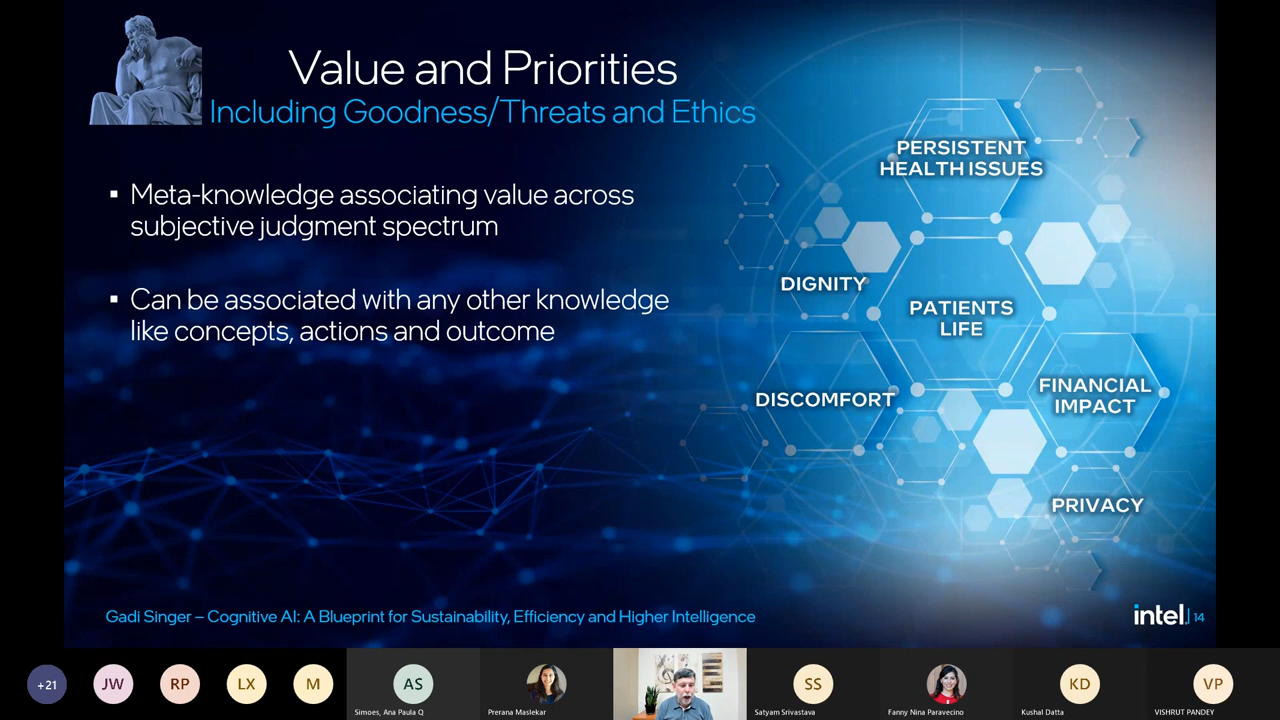 Value and Priorities
Including Goodness/Threats and Ethics
▪ Meta-knowledge associating value across
subjective judgment spectrum
▪ Can be associated with any other knowledge
like concepts, actions and outcome
PERSISTENT
HEALTH ISSUES
DIGNITY
PATIENTS
LIFE
DISCOMFORT
FINANCIAL
IMPACT
PRIVACY
Gadi Singer – Cognitive AI: A Blueprint for Sustainability, Efficiency and Higher Intelligence
intel. | 14
+21
JW
RP
LX
M
AS
Simoes, Ana Paula Q
Prerana Maslekar
SS
Satyam Srivastava
Fanny Nina Paravecino
KD
Kushal Datta
VP
VISHRUT PANDEY